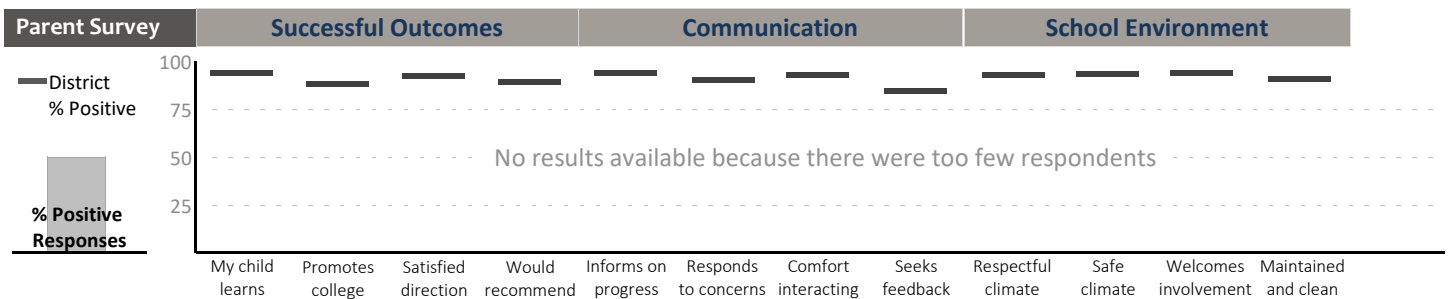 Parent Survey
Successful Outcomes
Communication
School Environment
District
% Positive
% Positive
Responses
100
75
50
25
No results available because there were too few respondents
My child
learns
Promotes
college
Satisfied
direction
Would
recommend
Informs on
progress
Responds
to concerns
Comfort
interacting
Seeks
feedback
Respectful
climate
Safe
climate
Welcomes
involvement
Maintained
and clean